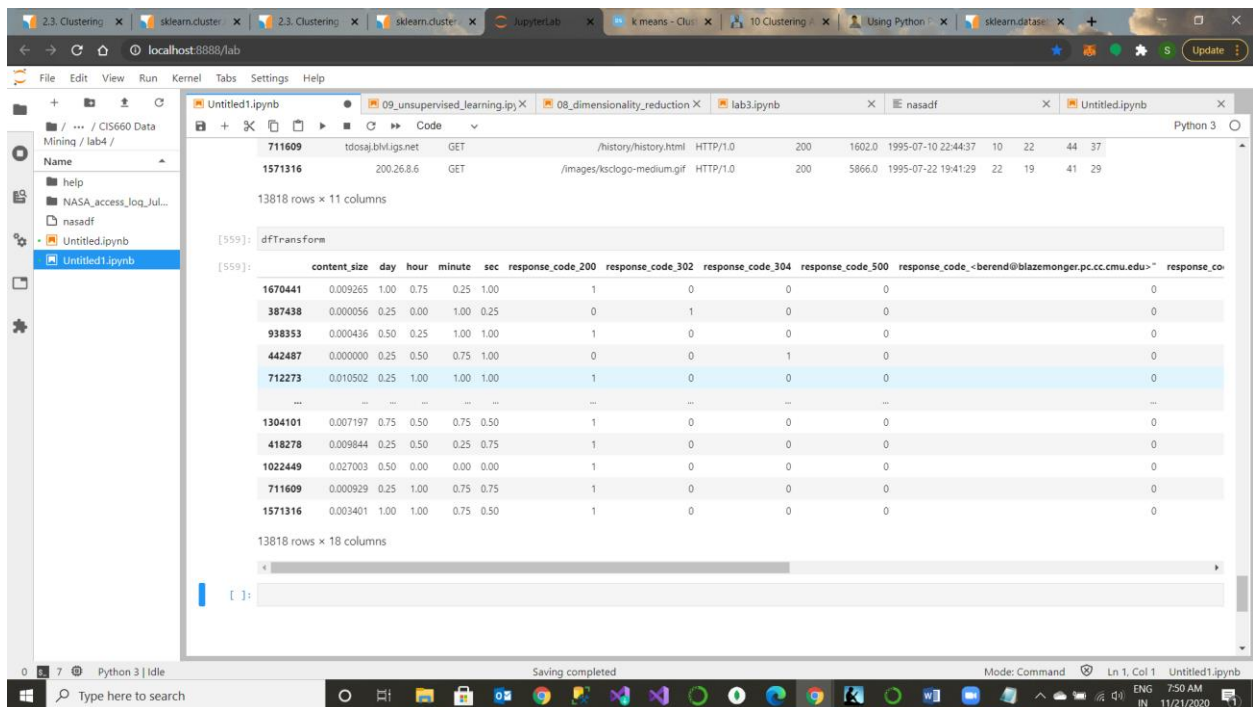 2.3. Clustering sklearn.cluster. 2.3. Clustering sklearn.cluster. JupyterLab k means - Clus 10 Clustering A Using Python sklearn.datase
localhost:8888/lab S Update
File Edit View Run Kernel Tabs Settings Help
Untitled1.ipynb 09_unsupervised_learning.ipy 08_dimensionality_reduction lab3.ipynb nasadf Untitled.ipynb
/ ··· / CIS660 Data Mining / lab4 /
Code Python 3
Name
help
NASA_access_log_Jul...
nasadf
Untitled.ipynb
Untitled1.ipynb
711609 tdosaj.blvl.igs.net GET /history/history.html HTTP/1.0 200 1602.0 1995-07-10 22:44:37 10 22 44 37
1571316 200.26.8.6 GET /images/ksclogo-medium.gif HTTP/1.0 200 5866.0 1995-07-22 19:41:29 22 19 41 29
13818 rows × 11 columns
[559]: dfTransform
[559]: content_size day hour minute sec response_code_200 response_code_302 response_code_304 response_code_500 response_code_<berend@blazemonger.pc.cc.cmu.edu>" response_co
1670441 0.009265 1.00 0.75 0.25 1.00 1 0 0 0 0
387438 0.000056 0.25 0.00 1.00 0.25 0 1 0 0 0
938353 0.000436 0.50 0.25 1.00 1.00 1 0 0 0 0
442487 0.000000 0.25 0.50 0.75 1.00 0 0 1 0 0
712273 0.010502 0.25 1.00 1.00 1.00 1 0 0 0 0
... ... ... ... ... ... ... ... ... ... ...
1304101 0.007197 0.75 0.50 0.75 0.50 1 0 0 0 0
418278 0.009844 0.25 0.50 0.25 0.75 1 0 0 0 0
1022449 0.027003 0.50 0.00 0.00 0.00 1 0 0 0 0
711609 0.000929 0.25 1.00 0.75 0.75 1 0 0 0 0
1571316 0.003401 1.00 1.00 0.75 0.50 1 0 0 0 0
13818 rows × 18 columns
[ ]:
0 7 Python 3 | Idle Saving completed Mode: Command Ln 1, Col 1 Untitled1.ipynb
Type here to search ENG 7:50 AM
IN 11/21/2020